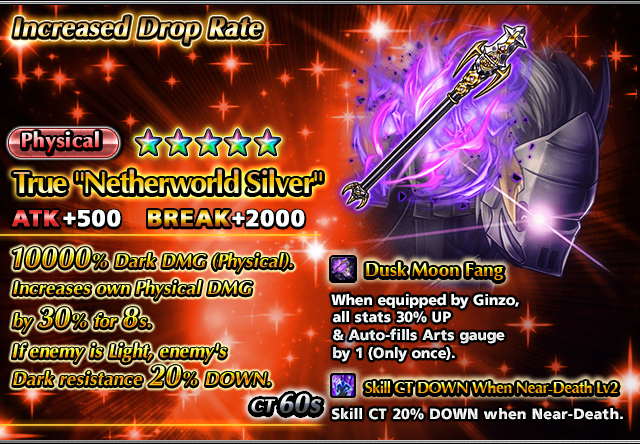 Increased Drop Rate
Physical
True "Netherworld Silver"
ATK+500 BREAK+2000
10000% Dark DMG (Physical).
Increases own Physical DMG
by 30% for 8s.
If enemy is Light, enemy's
Dark resistance 20% DOWN.
CT 60s
Dusk Moon Fang
When equipped by Ginzo,
all stats 30% UP
& Auto-fills Arts gauge
by 1 (Only once).
Skill CT DOWN When Near-Death Lv2
Skill CT 20% DOWN when Near-Death.